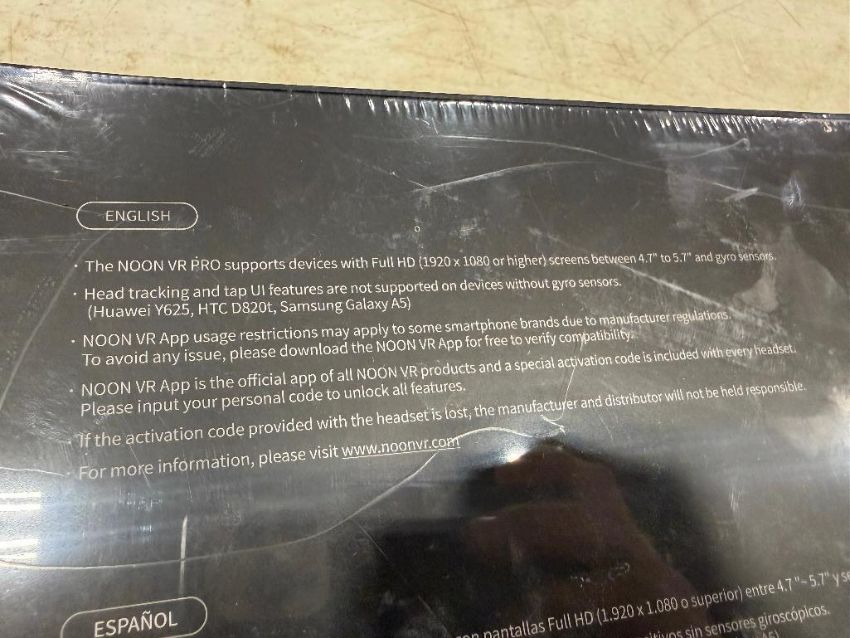 ENGLISH
· The NOON VR PRO supports devices with Full HD (1920 x 1080 or higher) screens between 4.7" to 5.7" and gyro sensors.
· Head tracking and tap UI features are not supported on devices without gyro sensors.
(Huawei Y625, HTC D820t, Samsung Galaxy A5)
· NOON VR App usage restrictions may apply to some smartphone brands due to manufacturer regulations.
To avoid any issue, please download the NOON VR App for free to verify compatibility.
· NOON VR App is the official app of all NOON VR products and a special activation code is included with every headset.
Please input your personal code to unlock all features.
· If the activation code provided with the headset is lost, the manufacturer and distributor will not be held responsible.
· For more information, please visit www.noonvr.com
ESPAÑOL
pantallas Full HD (1.920 x 1.080 o superior) entre 4.7"~5.7" y
sin sensores giroscópicos.